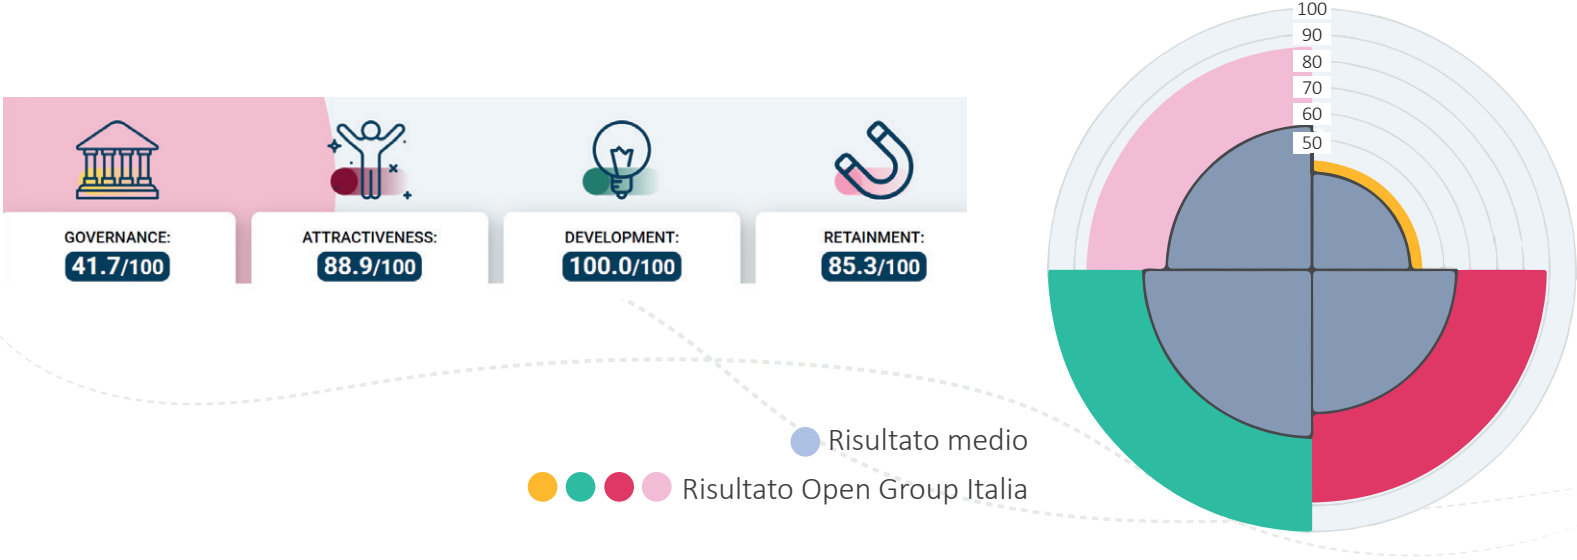 GOVERNANCE:
41.7/100
ATTRACTIVENESS:
88.9/100
DEVELOPMENT:
100.0/100
RETAINMENT:
85.3/100
Risultato medio
Risultato Open Group Italia
100
90
80
70
60
50